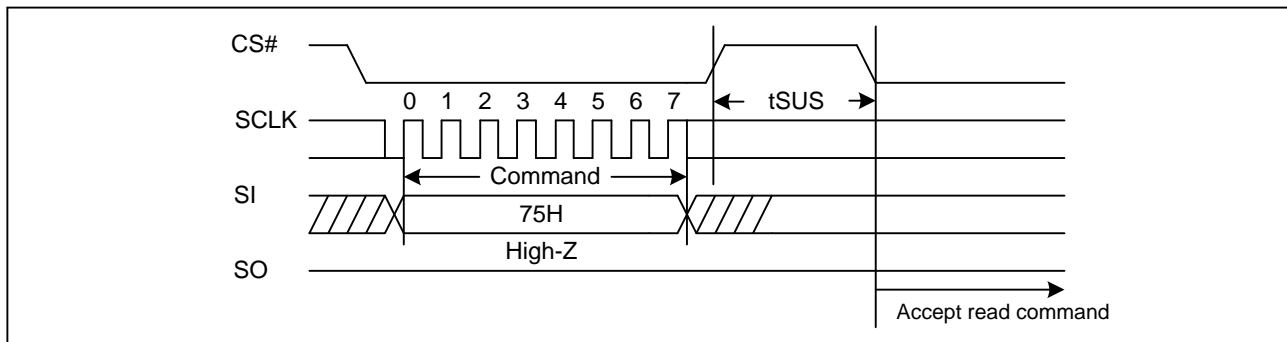 CS#
tSUS
0 1 2 3 4 5 6 7
SCLK
Command
SI
75H
High-Z
SO
Accept read command